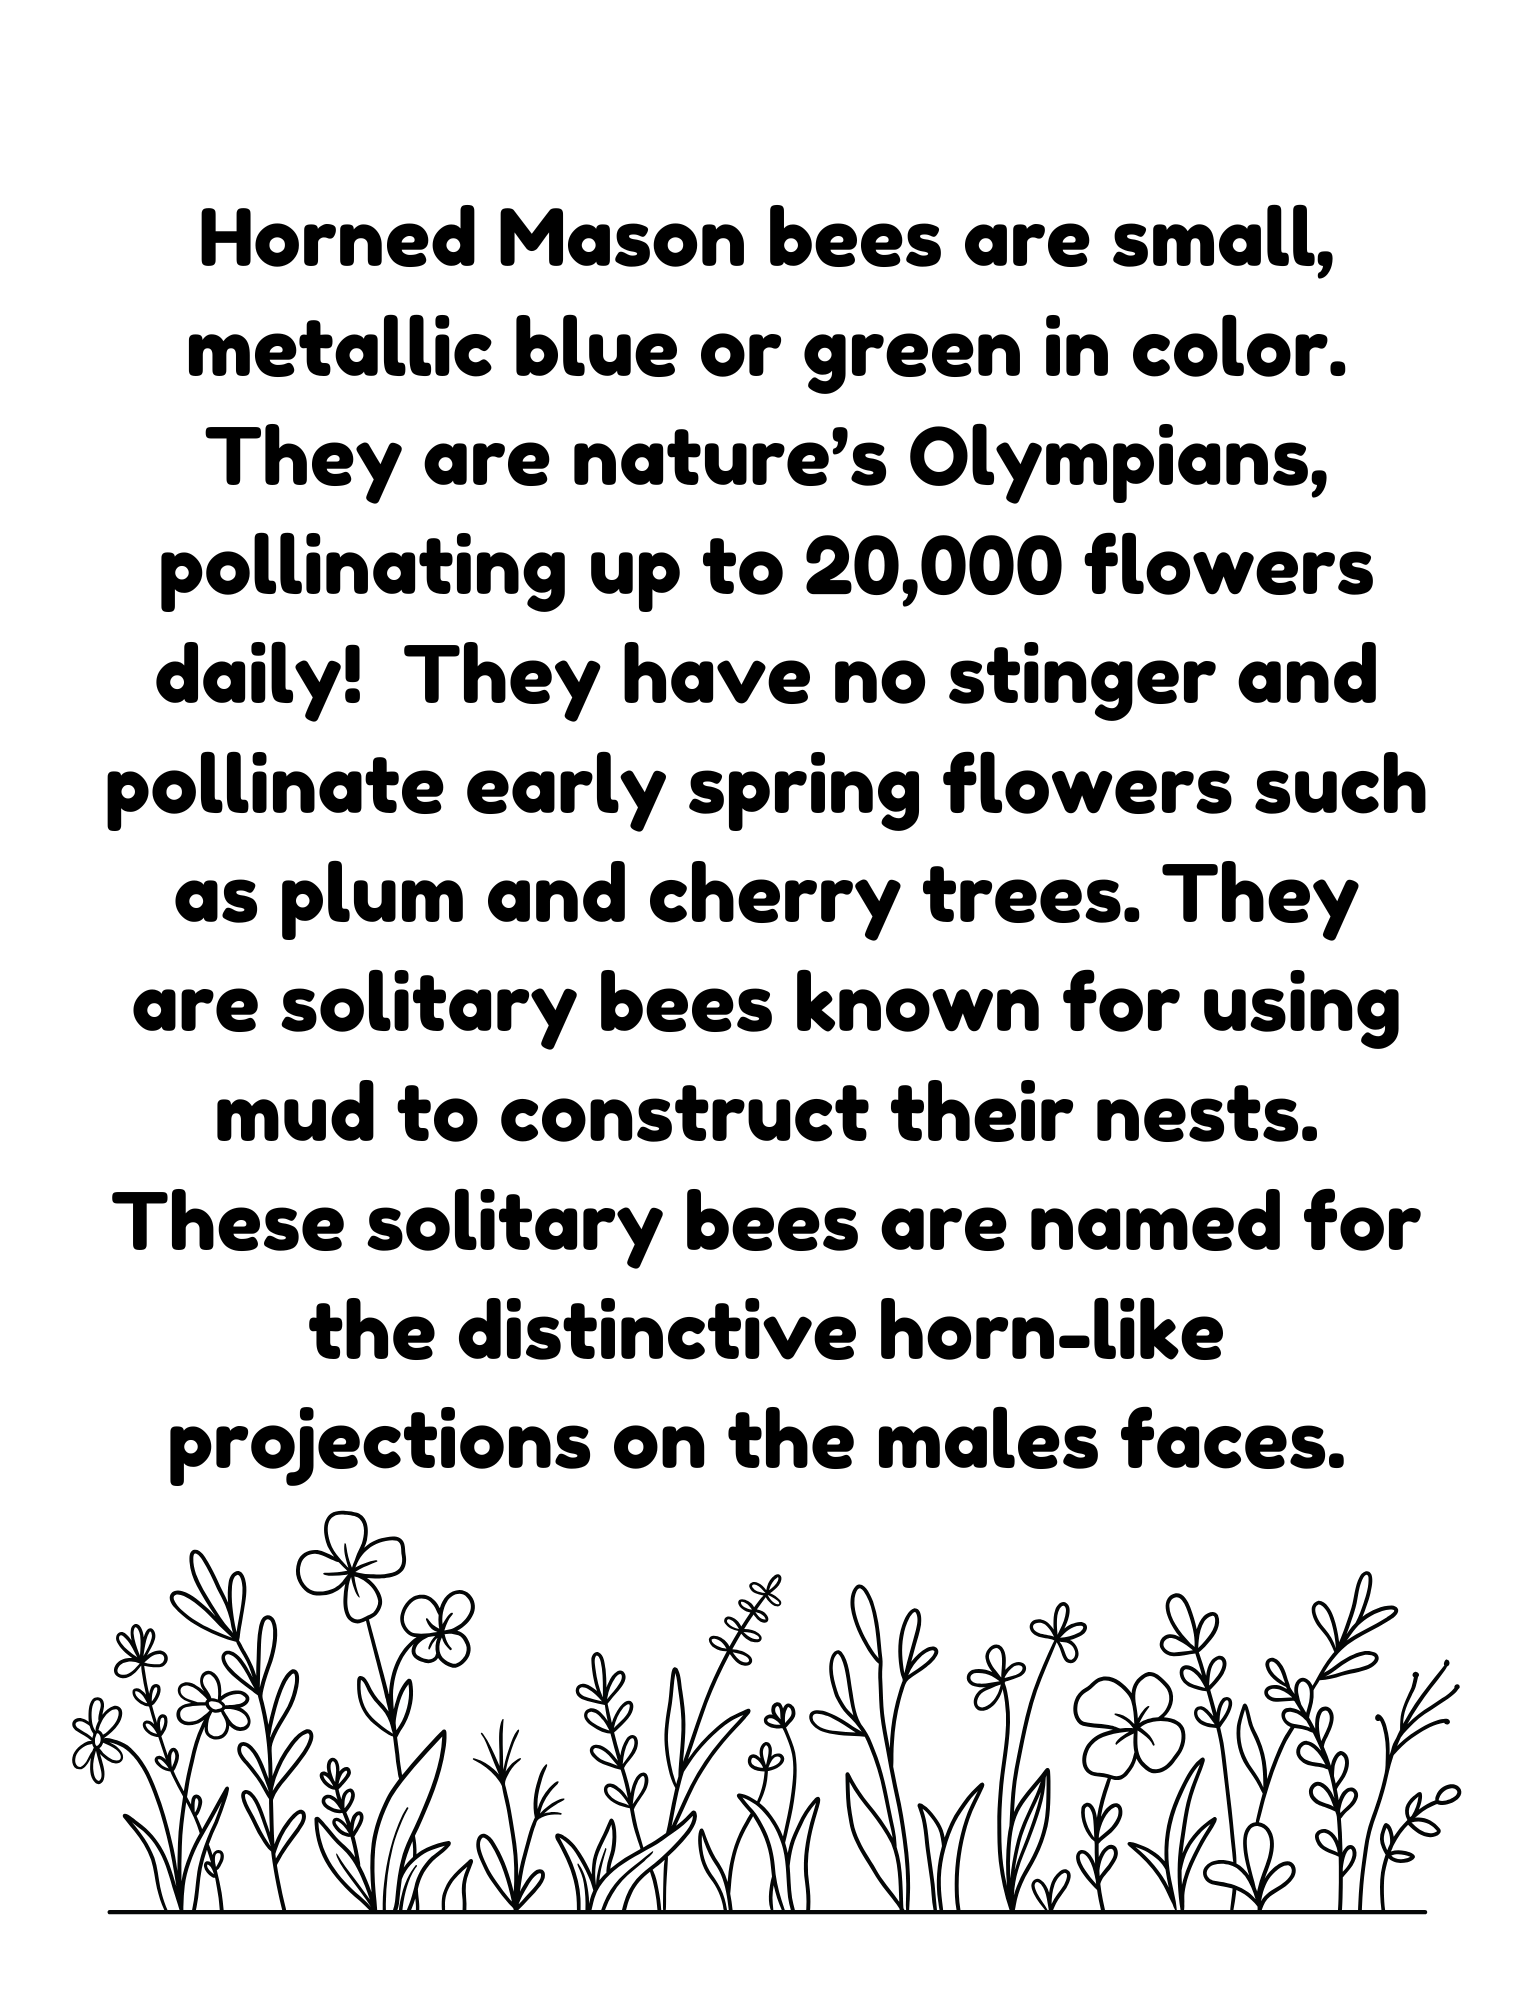 Horned Mason bees are small,
metallic blue or green in color.
They are nature’s Olympians,
pollinating up to 20,000 flowers
daily!  They have no stinger and
pollinate early spring flowers such
as plum and cherry trees. They
are solitary bees known for using
mud to construct their nests.
These solitary bees are named for
the distinctive horn-like
projections on the males faces.